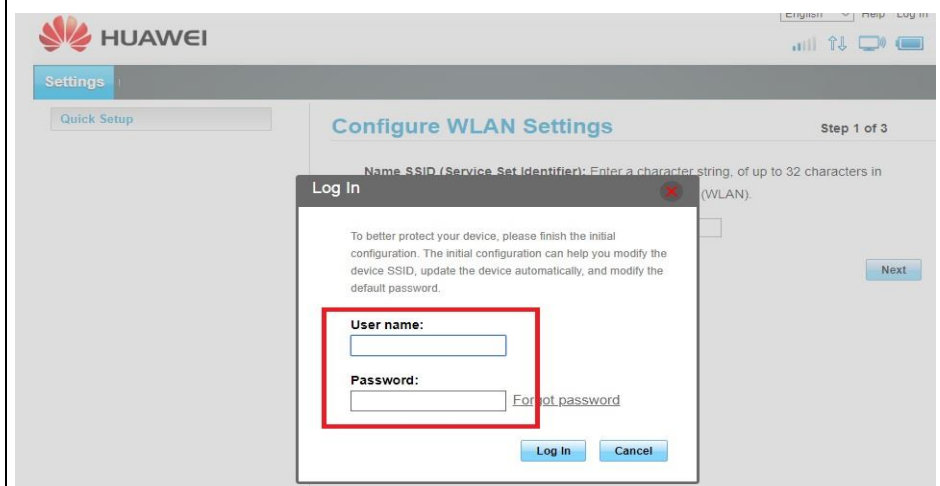 English Help Log In
HUAWEI
Settings
Quick Setup
Configure WLAN Settings
Step 1 of 3
Name SSID (Service Set Identifier): Enter a character string, of up to 32 characters in
(WLAN).
Log In
To better protect your device, please finish the initial
configuration. The initial configuration can help you modify the
device SSID, update the device automatically, and modify the
default password.
User name:
Password:
Forgot password
Next
Log In Cancel